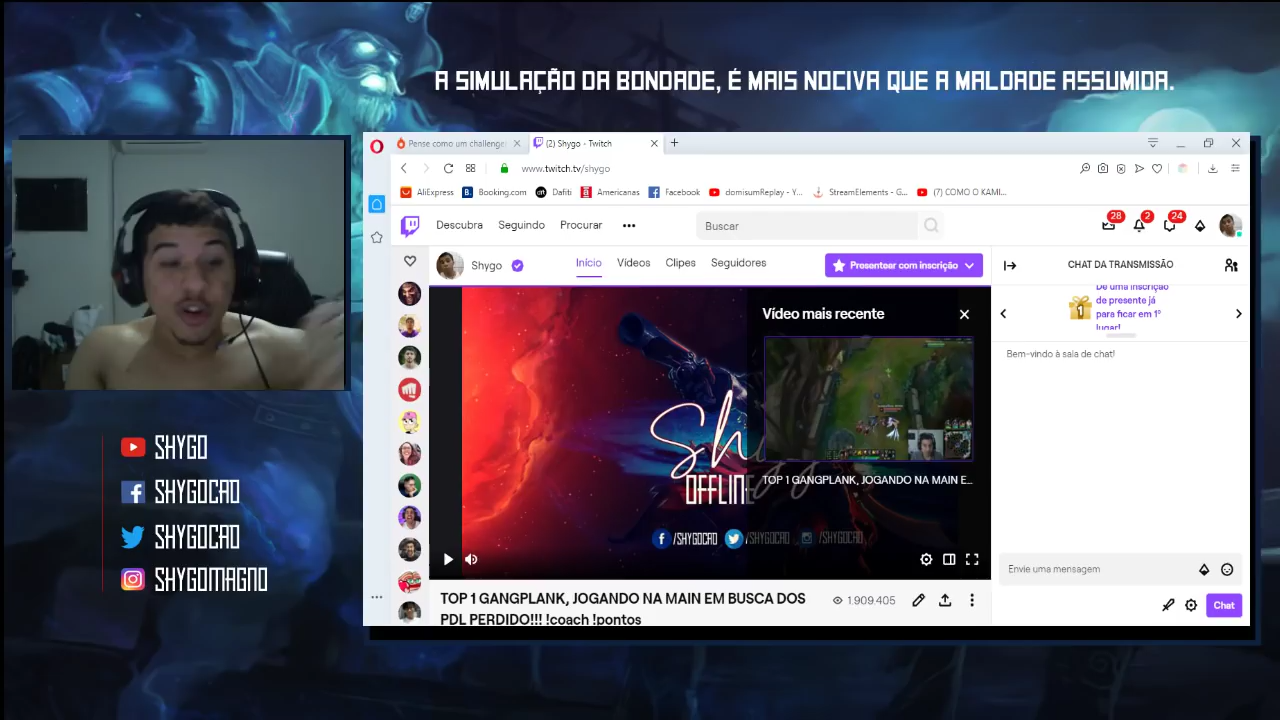 A SIMULAÇÃO DA BONDADE, É MAIS NOCIVA QUE A MALDADE ASSUMIDA.
Pense como um challenge
(2) Shygo - Twitch
www.twitch.tv/shygo
AliExpress
Booking.com
Dafiti
Americanas
Facebook
domisumReplay - Y...
StreamElements - G...
(7) COMO O KAMI...
Descubra
Seguindo
Procurar
Buscar
28
2
24
Shygo
Início
Vídeos
Clipes
Seguidores
Presentear com inscrição
CHAT DA TRANSMISSÃO
Dê uma inscrição
de presente já
para ficar em 1º
lugar!
Bem-vindo à sala de chat!
Vídeo mais recente
TOP 1 GANGPLANK, JOGANDO NA MAIN E...
Sh
OFFLINE
/SHYGOCAO
/SHYGOCAO
/SHYGOCAO
SHYGO
SHYGOCAO
SHYGOCAO
SHYGOMAGNO
Envie uma mensagem
Chat
TOP 1 GANGPLANK, JOGANDO NA MAIN EM BUSCA DOS
PDL PERDIDO!!! !coach !pontos
1.909.405